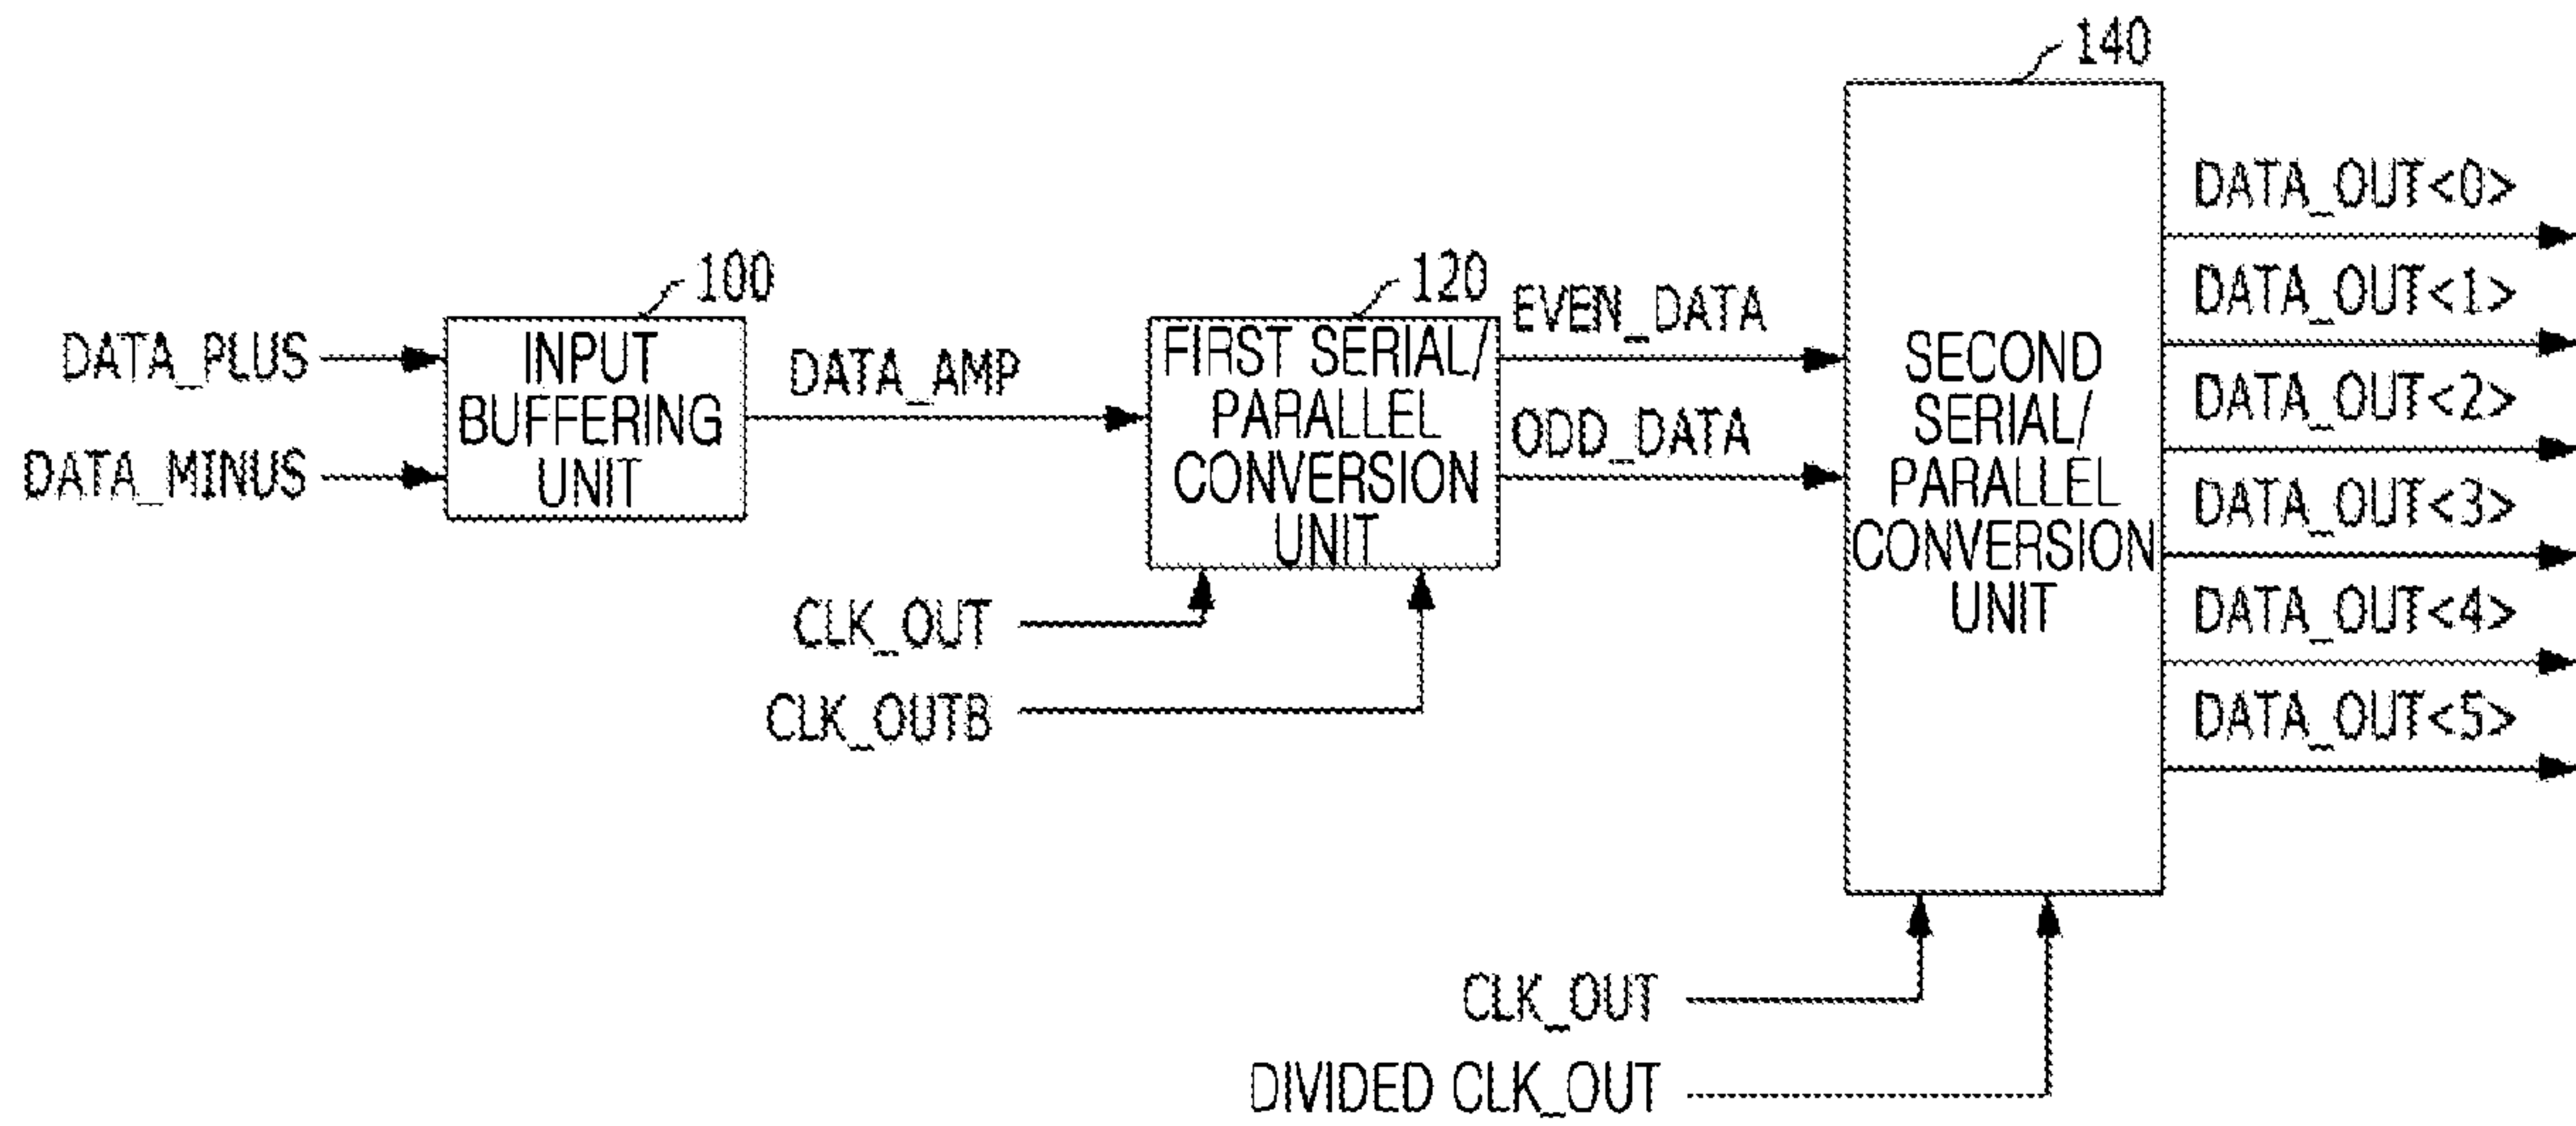 140
DATA_OUT<0>
100
120
EVEN_DATA
DATA_OUT<1>
DATA_PLUS
INPUT
BUFFERING
UNIT
DATA_AMP
FIRST SERIAL/
PARALLEL
CONVERSION
UNIT
SECOND
SERIAL/
PARALLEL
CONVERSION
UNIT
DATA_OUT<2>
DATA_MINUS
ODD_DATA
DATA_OUT<3>
CLK_OUT
DATA_OUT<4>
CLK_OUTB
DATA_OUT<5>
CLK_OUT
DIVIDED CLK_OUT